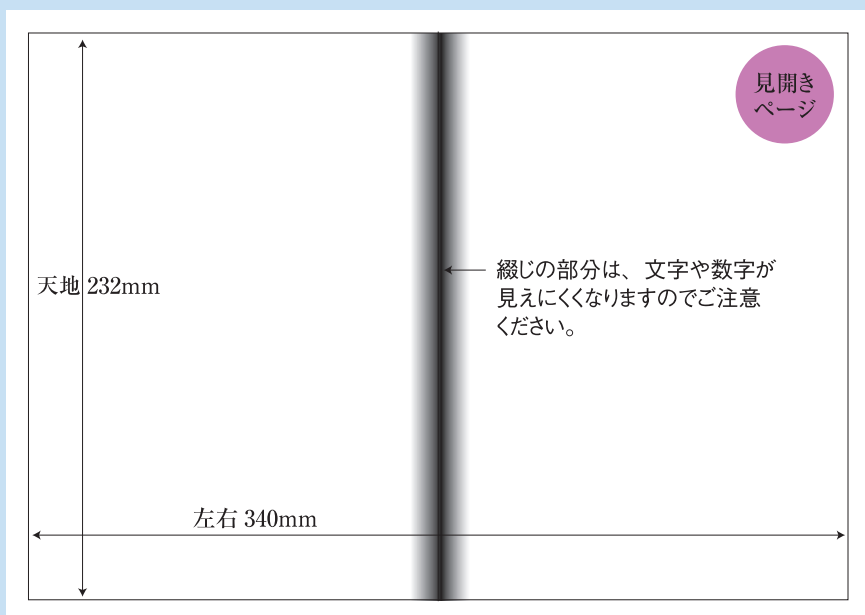 見開き
ページ
綴じの部分は、文字や数字が
見えにくくなりますのでご注意
ください。
天地 232mm
左右 340mm